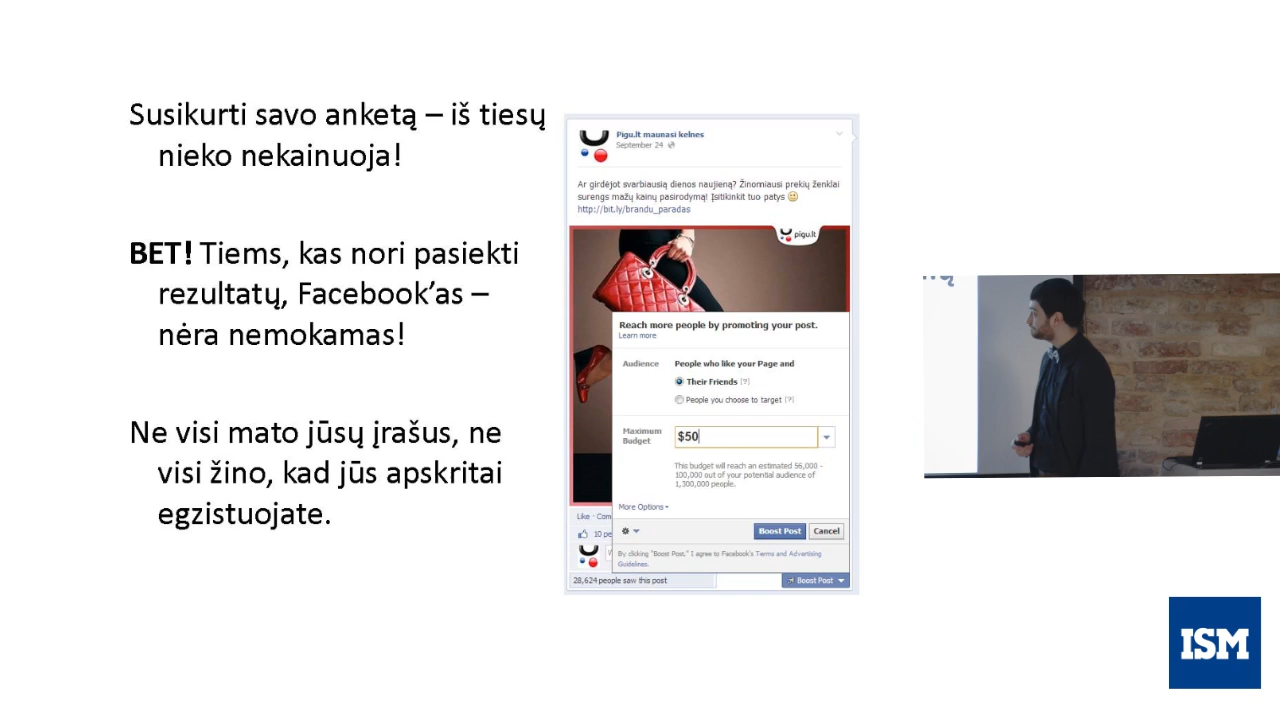 Susikurti savo anketą – iš tiesų
nieko nekainuoja!
BET! Tiems, kas nori pasiekti
rezultatų, Facebook’as –
nėra nemokamas!
Ne visi mato jūsų įrašus, ne
visi žino, kad jūs apskritai
egzistuojate.
Pigu.lt maunasi kelnes
September 24
Ar girdėjot svarbiausią dienos naujieną? Žinomiausi prekių ženklai
surengs mažų kainų pasirodymą! Įsitikinkit tuo patys
http://bit.ly/brandu_paradas
pigu.lt
Reach more people by promoting your post.
Learn more
Audience
People who like your Page and
Their Friends [?]
People you choose to target [?]
Maximum
Budget
$50
This budget will reach an estimated 56,000 -
100,000 out of your potential audience of
1,300,000 people.
More Options
Like · Com
10 pe
Boost Post
Cancel
By clicking "Boost Post," I agree to Facebook's Terms and Advertising
Guidelines.
28,624 people saw this post
Boost Post
ISM